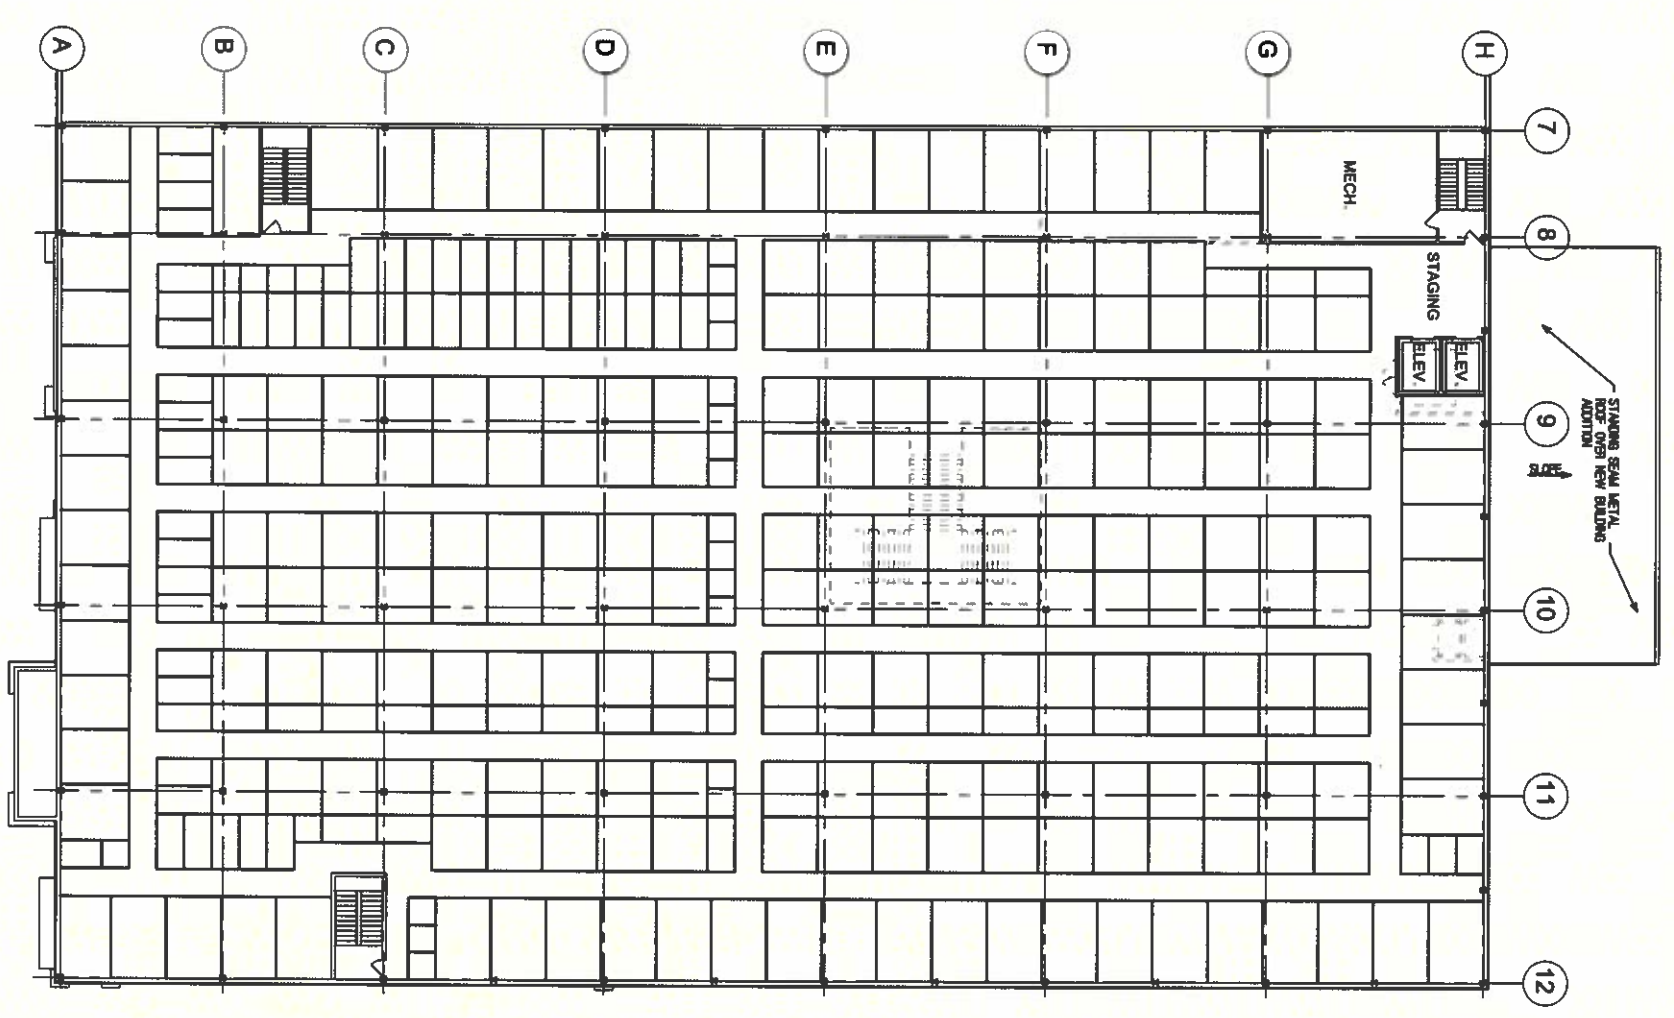 A
B
C
D
E
F
G
H
7
8
9
10
11
12
MECH.
STAGING
ELEV.
ELEV.
STANDING SEAM METAL
ROOF OVER NEW BUILDING
ADDITION
SLOPE